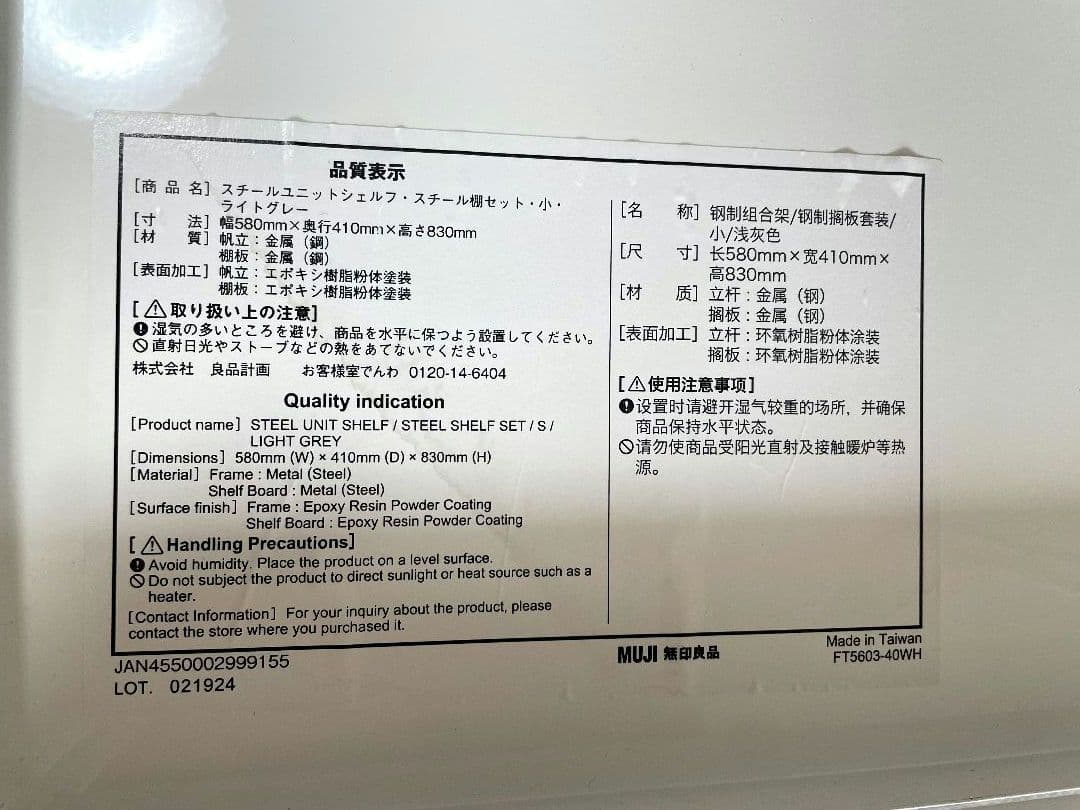 品質表示
[商 品 名] スチールユニットシェルフ・スチール棚セット・小・
ライトグレー
[寸 法] 幅580mm×奥行410mm×高さ830mm
[材 質] 帆立：金属（鋼）
棚板：金属（鋼）
[表面加工] 帆立：エポキシ樹脂粉体塗装
棚板：エポキシ樹脂粉体塗装
[⚠取り扱い上の注意]
❗湿気の多いところを避け、商品を水平に保つよう設置してください。
🚫直射日光やストーブなどの熱をあてないでください。
株式会社 良品計画 お客様室でんわ 0120-14-6404
Quality indication
[Product name] STEEL UNIT SHELF / STEEL SHELF SET / S /
LIGHT GREY
[Dimensions] 580mm (W) × 410mm (D) × 830mm (H)
[Material] Frame : Metal (Steel)
Shelf Board : Metal (Steel)
[Surface finish] Frame : Epoxy Resin Powder Coating
Shelf Board : Epoxy Resin Powder Coating
[⚠Handling Precautions]
❗Avoid humidity. Place the product on a level surface.
🚫Do not subject the product to direct sunlight or heat source such as a
heater.
[Contact Information] For your inquiry about the product, please
contact the store where you purchased it.
[名 称] 钢制组合架/钢制搁板套装/
小/浅灰色
[尺 寸] 长580mm×宽410mm×
高830mm
[材 质] 立杆：金属（钢）
搁板：金属（钢）
[表面加工] 立杆：环氧树脂粉体涂装
搁板：环氧树脂粉体涂装
[⚠使用注意事项]
❗设置时请避开湿气较重的场所，并确保
商品保持水平状态。
🚫请勿使商品受阳光直射及接触暖炉等热
源。
JAN4550002999155
LOT. 021924
MUJI 無印良品
Made in Taiwan
FT5603-40WH